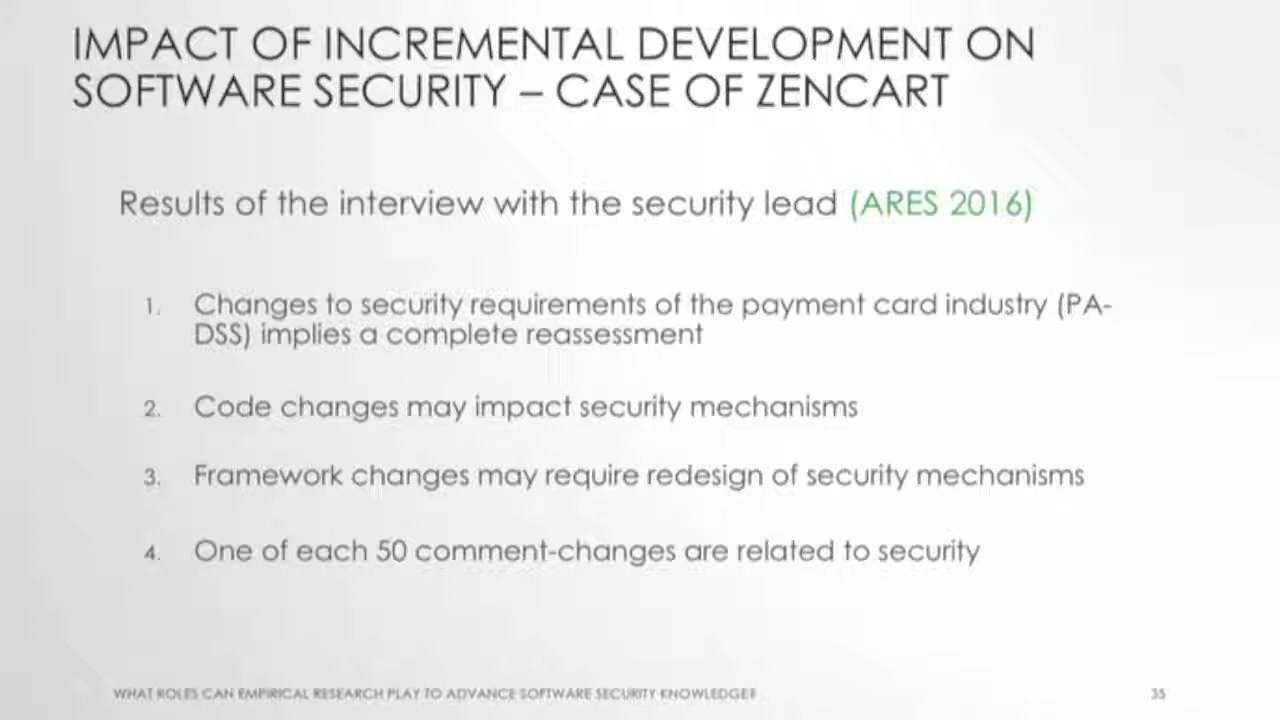 IMPACT OF INCREMENTAL DEVELOPMENT ON
SOFTWARE SECURITY – CASE OF ZENCART
Results of the interview with the security lead (ARES 2016)
1. Changes to security requirements of the payment card industry (PA-
DSS) implies a complete reassessment
2. Code changes may impact security mechanisms
3. Framework changes may require redesign of security mechanisms
4. One of each 50 comment-changes are related to security
WHAT ROLES CAN EMPIRICAL RESEARCH PLAY TO ADVANCE SOFTWARE SECURITY KNOWLEDGE?
35